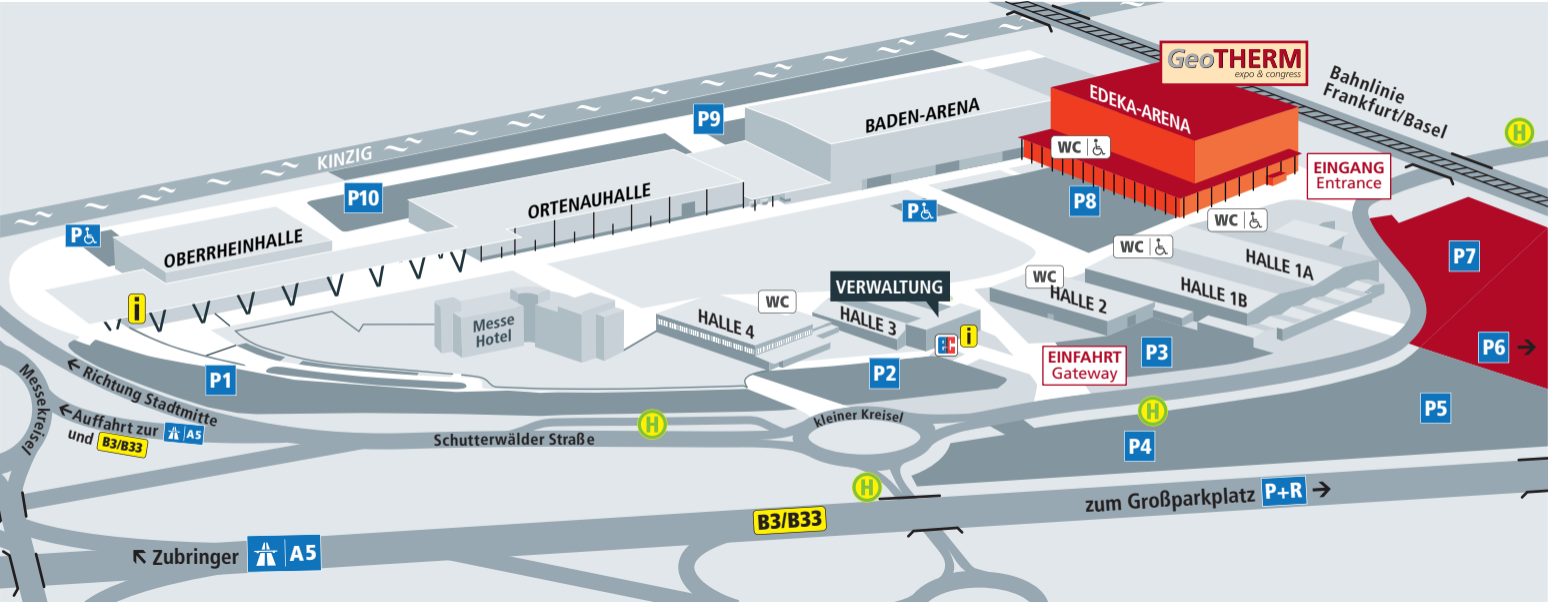 GeoTHERM
expo & congress
Bahnlinie
Frankfurt/Basel
H
EDEKA-ARENA
BADEN-ARENA
P9
WC
EINGANG
Entrance
KINZIG
P10
ORTENAUHALLE
P8
P
P
OBERRHEINHALLE
WC
WC
P7
HALLE 1A
HALLE 1B
WC
HALLE 2
VERWALTUNG
WC
i
Messe
Hotel
HALLE 4
HALLE 3
EC
i
P6
EINFAHRT
Gateway
P3
P1
P2
Richtung Stadtmitte
Messekreisel
Auffahrt zur A5
und B3/B33
H
Schutterwälder Straße
kleiner Kreisel
H
P5
P4
H
zum Großparkplatz P+R
B3/B33
Zubringer A5